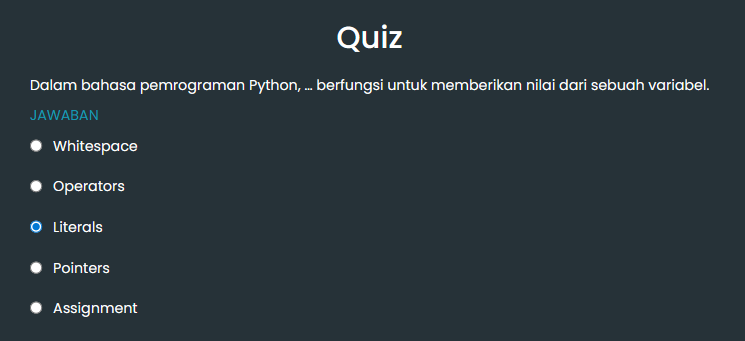 Quiz
Dalam bahasa pemrograman Python, ... berfungsi untuk memberikan nilai dari sebuah variabel.
JAWABAN
Whitespace
Operators
Literals
Pointers
Assignment